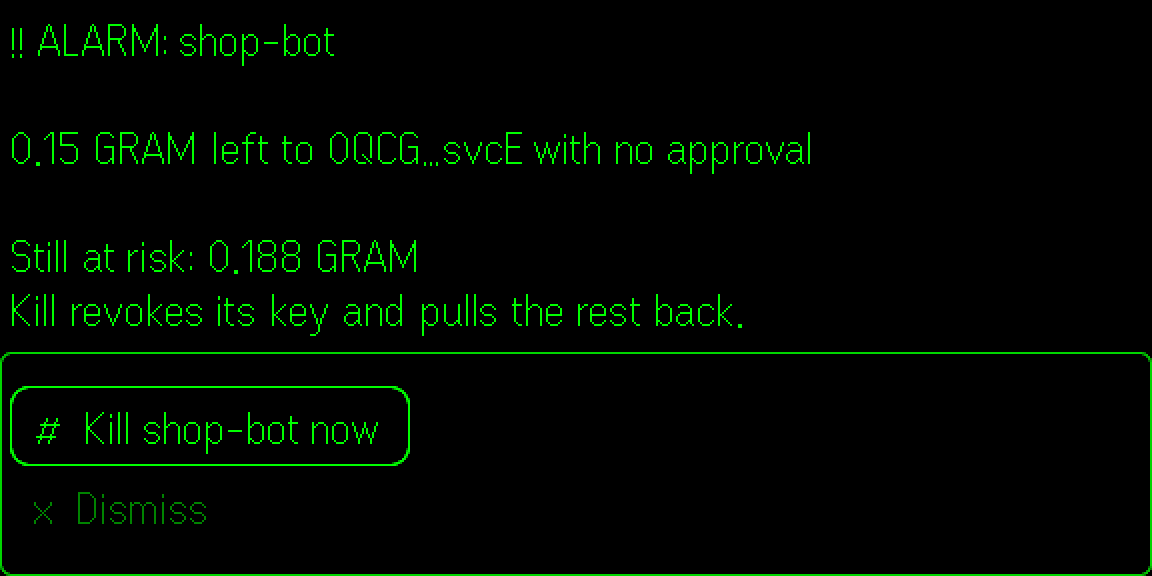 !! ALARM: shop-bot
0.15 GRAM left to 0QCG…svcE with no approval
Still at risk: 0.188 GRAM
Kill revokes its key and pulls the rest back.
# Kill shop-bot now
x Dismiss